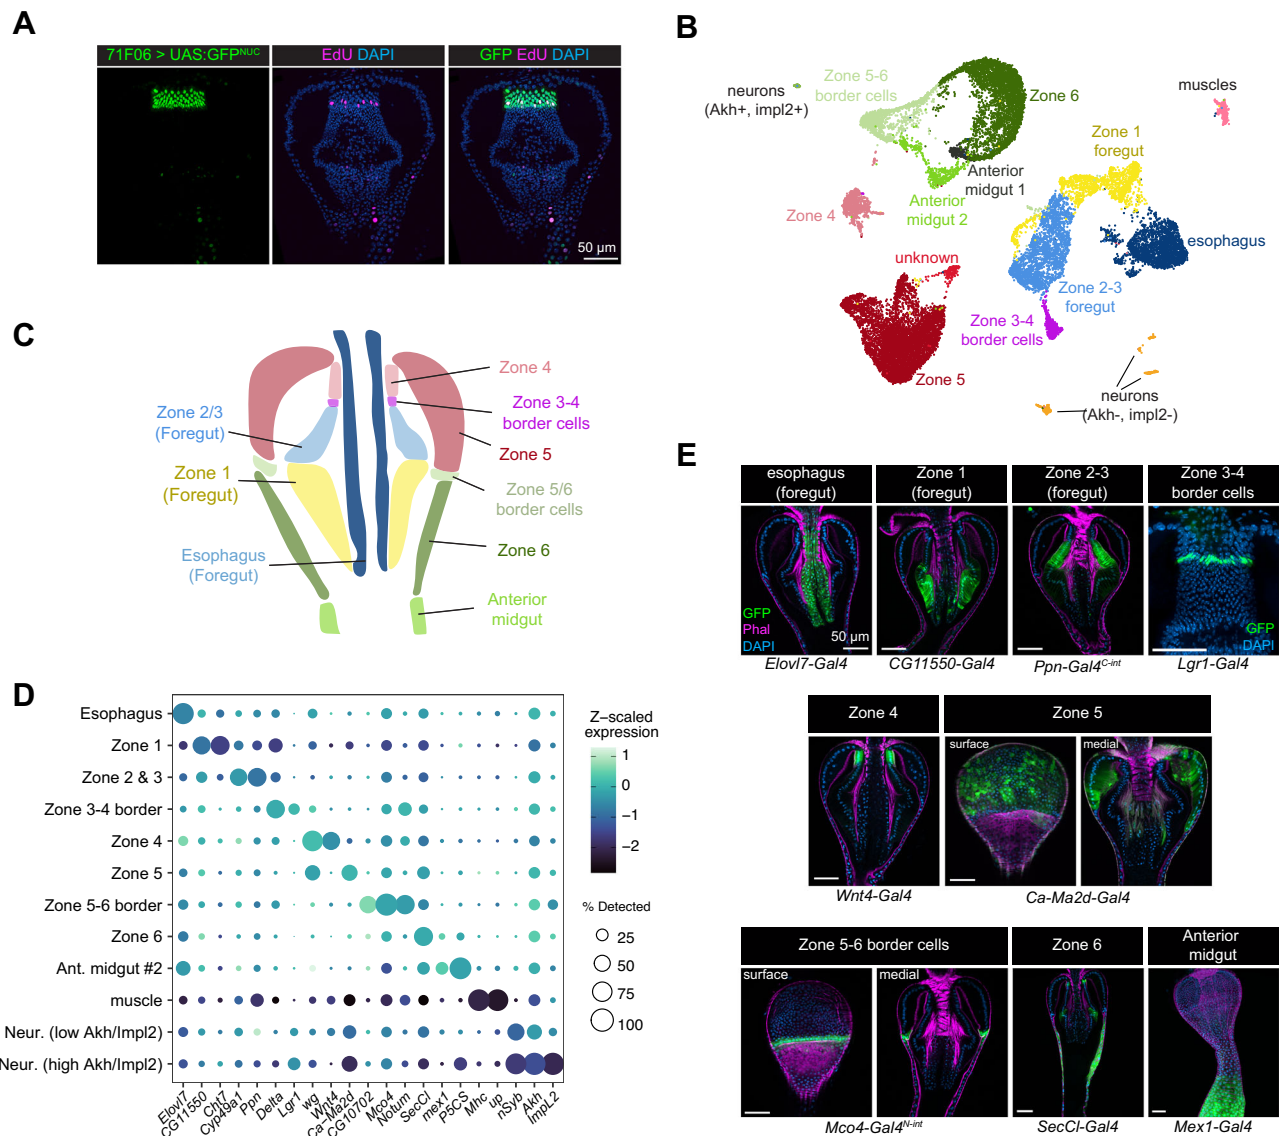 A
71F06 > UAS:GFPNUC
EdU DAPI
GFP EdU DAPI
50 µm
B
neurons
(Akh+, impl2+)
Zone 5-6
border cells
Zone 6
muscles
Zone 1
foregut
Anterior
midgut 1
Anterior
midgut 2
Zone 4
esophagus
unknown
Zone 2-3
foregut
Zone 3-4
border cells
Zone 5
neurons
(Akh-, impl2-)
C
Zone 4
Zone 3-4
border cells
Zone 2/3
(Foregut)
Zone 5
Zone 1
(Foregut)
Zone 5/6
border cells
Zone 6
Esophagus
(Foregut)
Anterior
midgut
D
Esophagus
Zone 1
Zone 2 & 3
Zone 3-4 border
Zone 4
Zone 5
Zone 5-6 border
Zone 6
Ant. midgut #2
muscle
Neur. (low Akh/Impl2)
Neur. (high Akh/Impl2)
Elovl7
CG11550
Cht7
Cyp49a1
Ppn
Delta
Lgr1
wg
Wnt4
Ca-Ma2d
CG10702
Mco4
Notum
SecCl
mex1
P5CS
Mhc
up
nSyb
Akh
ImpL2
Z−scaled
expression
1
0
−1
−2
% Detected
25
50
75
100
E
esophagus
(foregut)
Zone 1
(foregut)
Zone 2-3
(foregut)
Zone 3-4
border cells
GFP
Phal
DAPI
50 µm
GFP
DAPI
Elovl7-Gal4
CG11550-Gal4
Ppn-Gal4C-int
Lgr1-Gal4
Zone 4
Zone 5
surface
medial
Wnt4-Gal4
Ca-Ma2d-Gal4
Zone 5-6 border cells
Zone 6
Anterior
midgut
surface
medial
Mco4-Gal4N-int
SecCl-Gal4
Mex1-Gal4